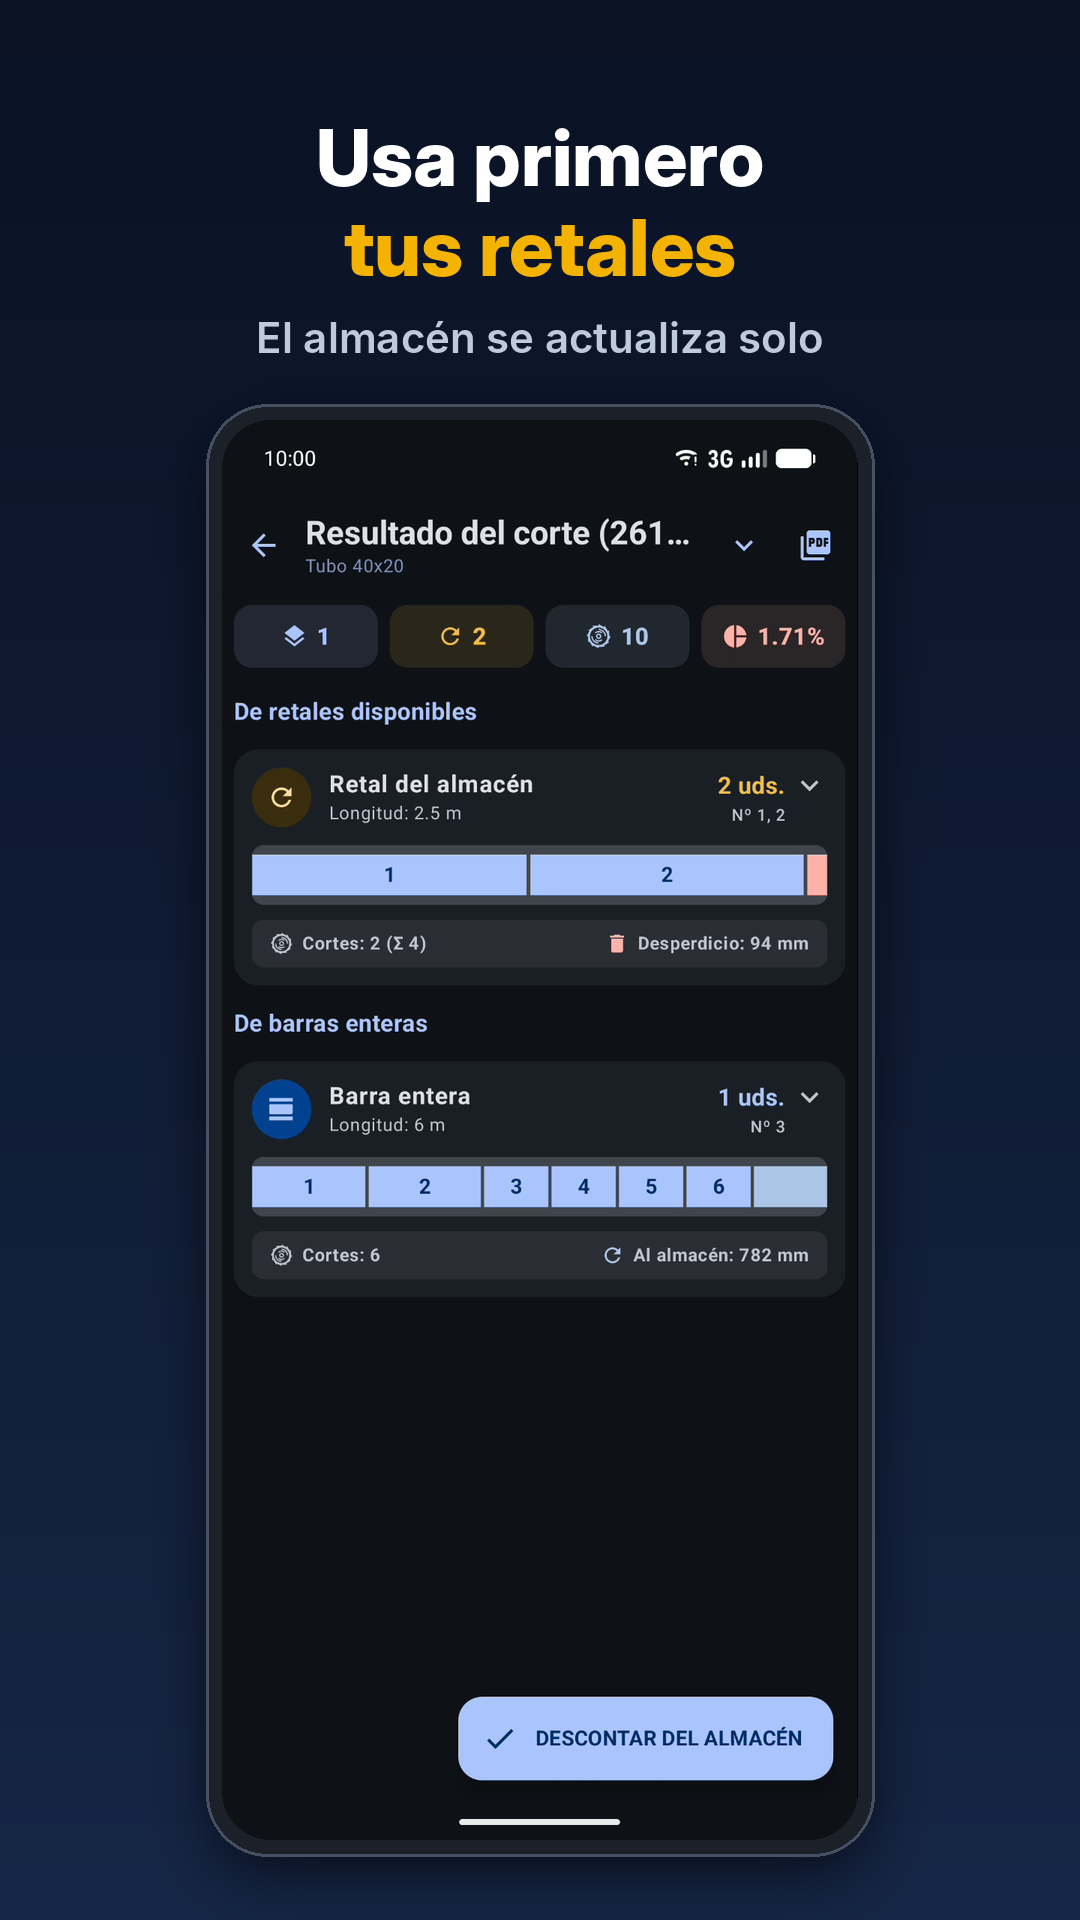 Usa primero
tus retales
El almacén se actualiza solo
10:00
3G
Resultado del corte (261...
Tubo 40x20
PDF
1
2
10
1.71%
De retales disponibles
Retal del almacén
2 uds.
Longitud: 2.5 m
Nº 1, 2
1
2
Cortes: 2 (Σ 4)
Desperdicio: 94 mm
De barras enteras
Barra entera
1 uds.
Longitud: 6 m
Nº 3
1
2
3
4
5
6
Cortes: 6
Al almacén: 782 mm
DESCONTAR DEL ALMACÉN